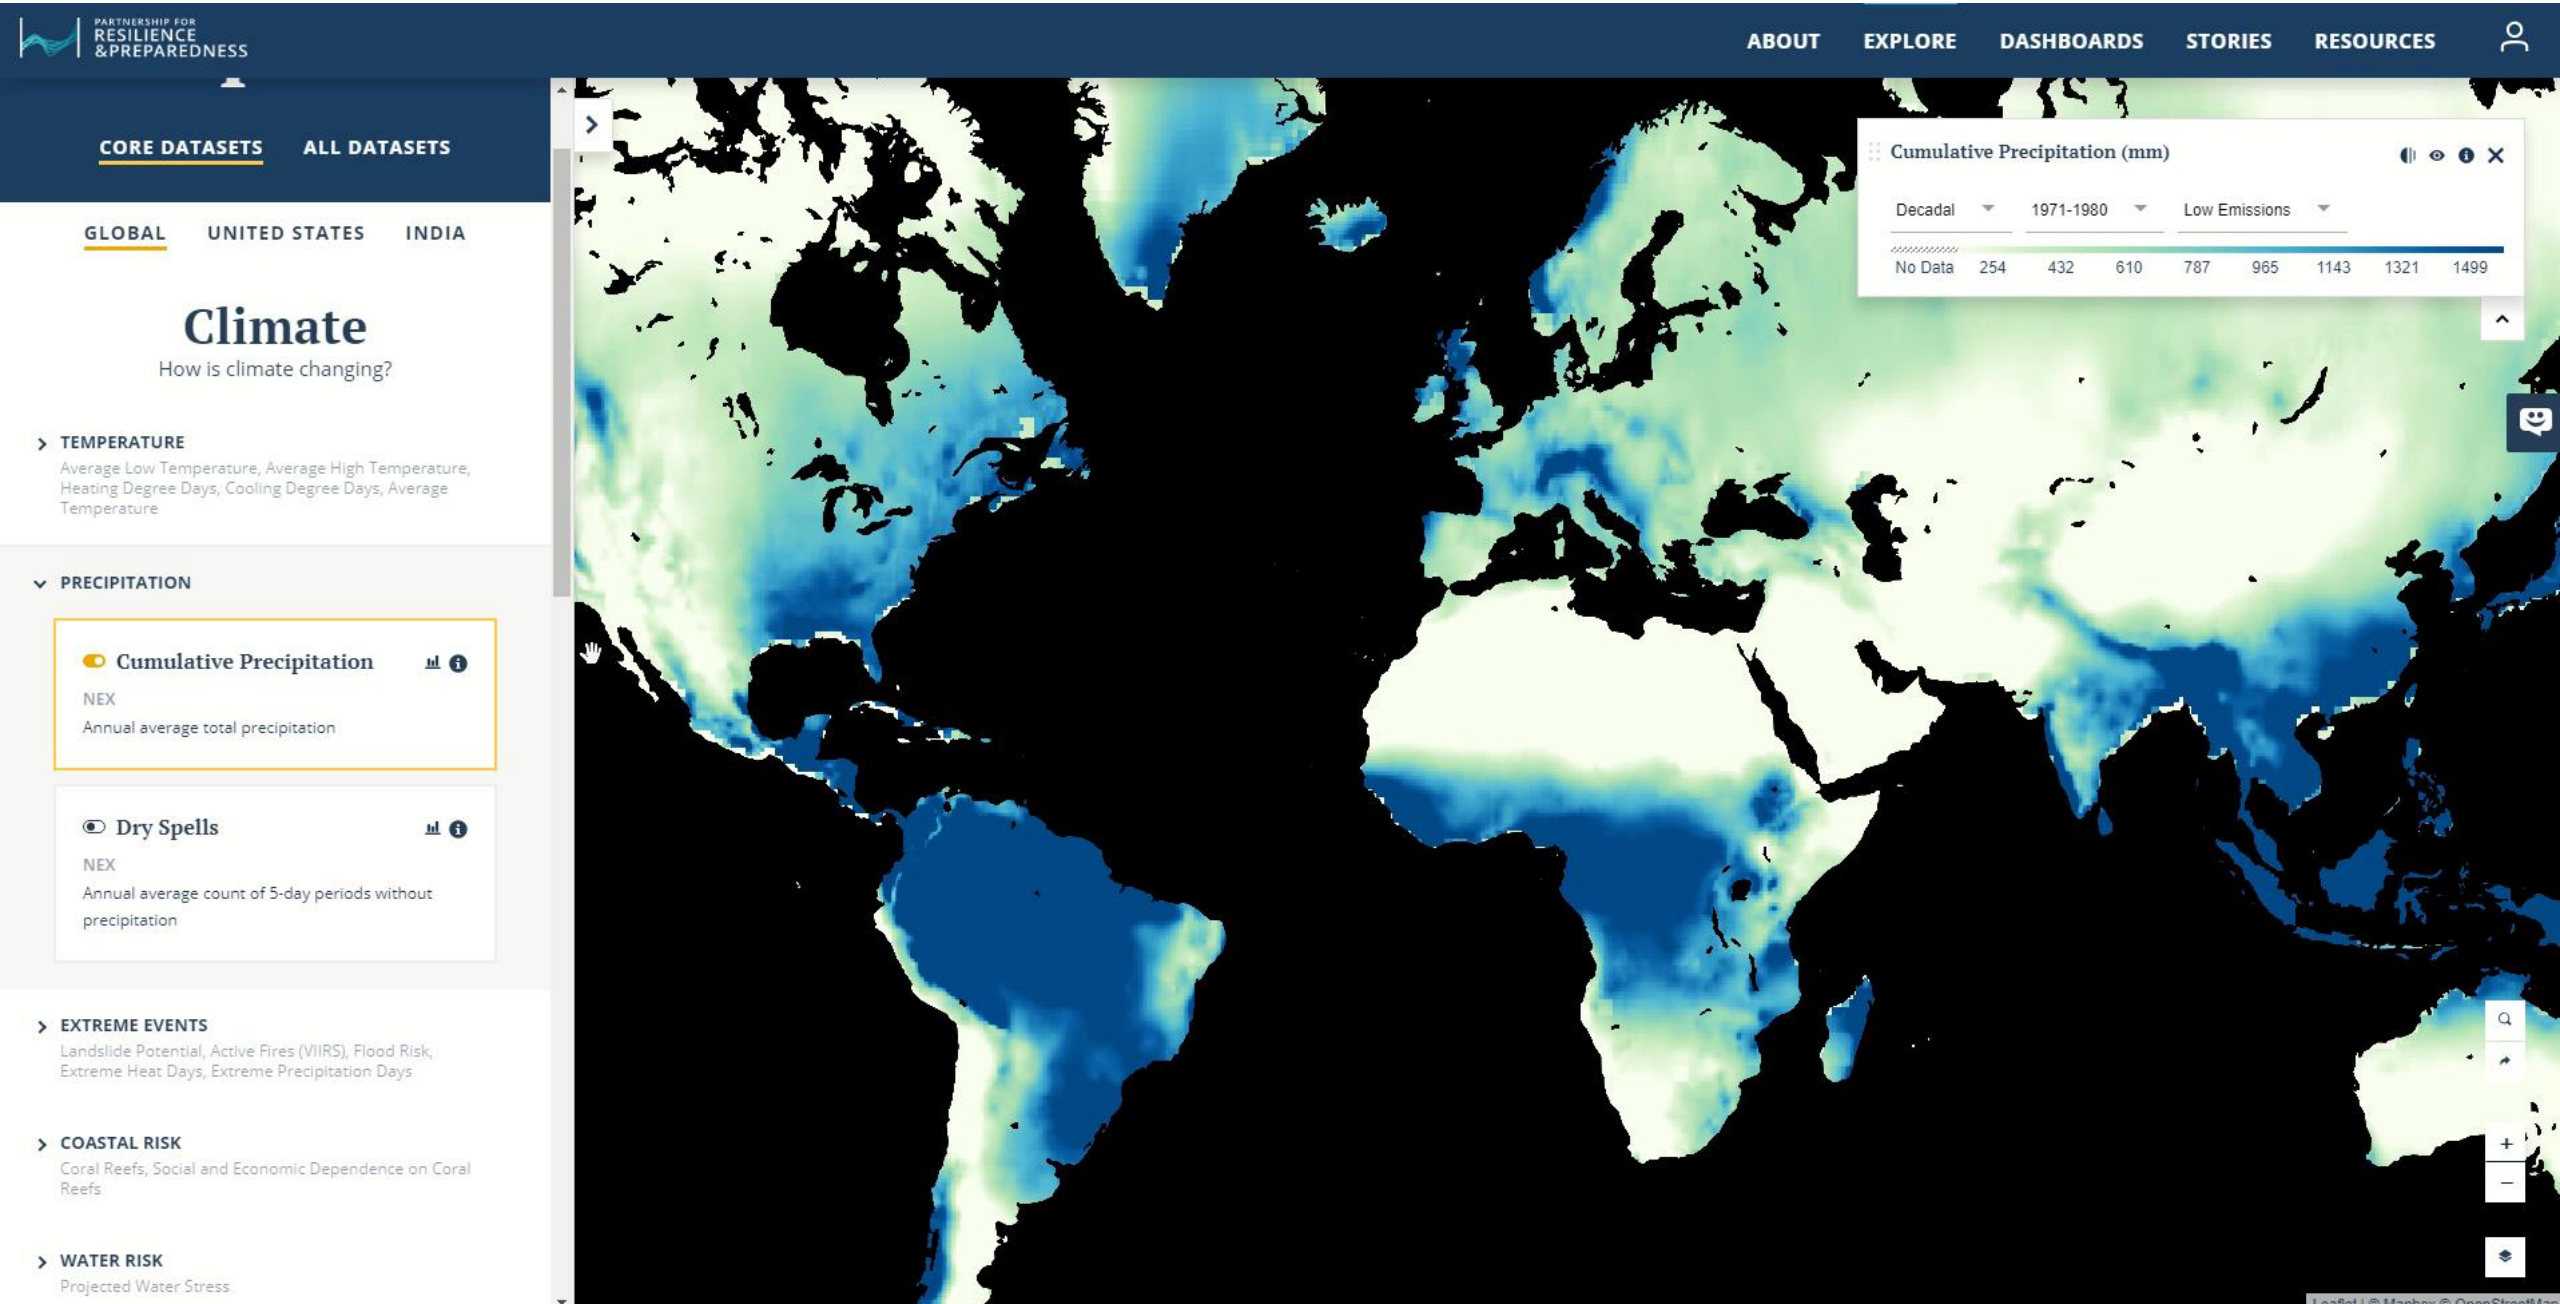 PARTNERSHIP FOR
RESILIENCE
&PREPAREDNESS
ABOUT
EXPLORE
DASHBOARDS
STORIES
RESOURCES
CORE DATASETS
ALL DATASETS
GLOBAL
UNITED STATES
INDIA
Climate
How is climate changing?
TEMPERATURE
Average Low Temperature, Average High Temperature,
Heating Degree Days, Cooling Degree Days, Average
Temperature
PRECIPITATION
Cumulative Precipitation
NEX
Annual average total precipitation
Dry Spells
NEX
Annual average count of 5-day periods without
precipitation
EXTREME EVENTS
Landslide Potential, Active Fires (VIIRS), Flood Risk,
Extreme Heat Days, Extreme Precipitation Days
COASTAL RISK
Coral Reefs, Social and Economic Dependence on Coral
Reefs
WATER RISK
Projected Water Stress
Cumulative Precipitation (mm)
Decadal
1971-1980
Low Emissions
No Data 254 432 610 787 965 1143 1321 1499
Leaflet | © Mapbox © OpenStreetMap